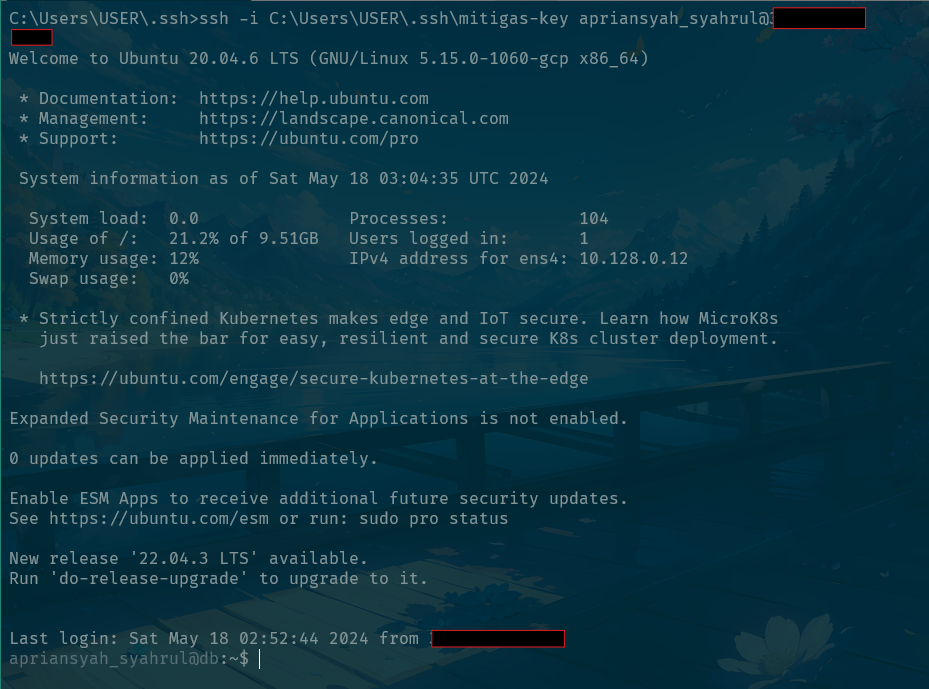 C:\Users\USER\.ssh>ssh -i C:\Users\USER\.ssh\mitigas-key apriansyah_syahrul@
Welcome to Ubuntu 20.04.6 LTS (GNU/Linux 5.15.0-1060-gcp x86_64)
* Documentation:  https://help.ubuntu.com
* Management:     https://landscape.canonical.com
* Support:        https://ubuntu.com/pro
System information as of Sat May 18 03:04:35 UTC 2024
System load:  0.0               Processes:             104
Usage of /:   21.2% of 9.51GB   Users logged in:       1
Memory usage: 12%               IPv4 address for ens4: 10.128.0.12
Swap usage:   0%
* Strictly confined Kubernetes makes edge and IoT secure. Learn how MicroK8s
just raised the bar for easy, resilient and secure K8s cluster deployment.
https://ubuntu.com/engage/secure-kubernetes-at-the-edge
Expanded Security Maintenance for Applications is not enabled.
0 updates can be applied immediately.
Enable ESM Apps to receive additional future security updates.
See https://ubuntu.com/esm or run: sudo pro status
New release '22.04.3 LTS' available.
Run 'do-release-upgrade' to upgrade to it.
Last login: Sat May 18 02:52:44 2024 from
apriansyah_syahrul@db:~$